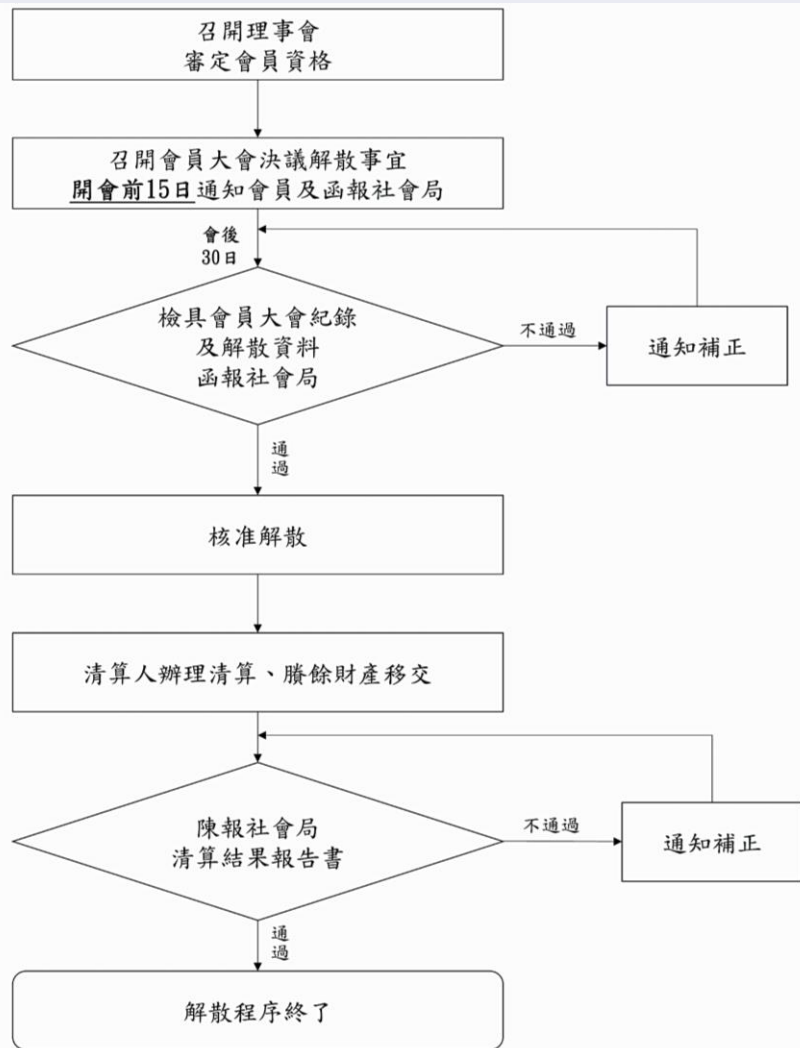 召開理事會
審定會員資格
召開會員大會決議解散事宜
開會前15日通知會員及函報社會局
會後
30日
檢具會員大會紀錄
及解散資料
函報社會局
不通過
通知補正
通
過
核准解散
清算人辦理清算、賸餘財產移交
陳報社會局
清算結果報告書
不通過
通知補正
通
過
解散程序終了